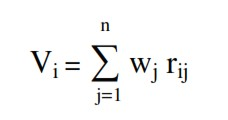 n
Vi = ∑ wj rij
j=1